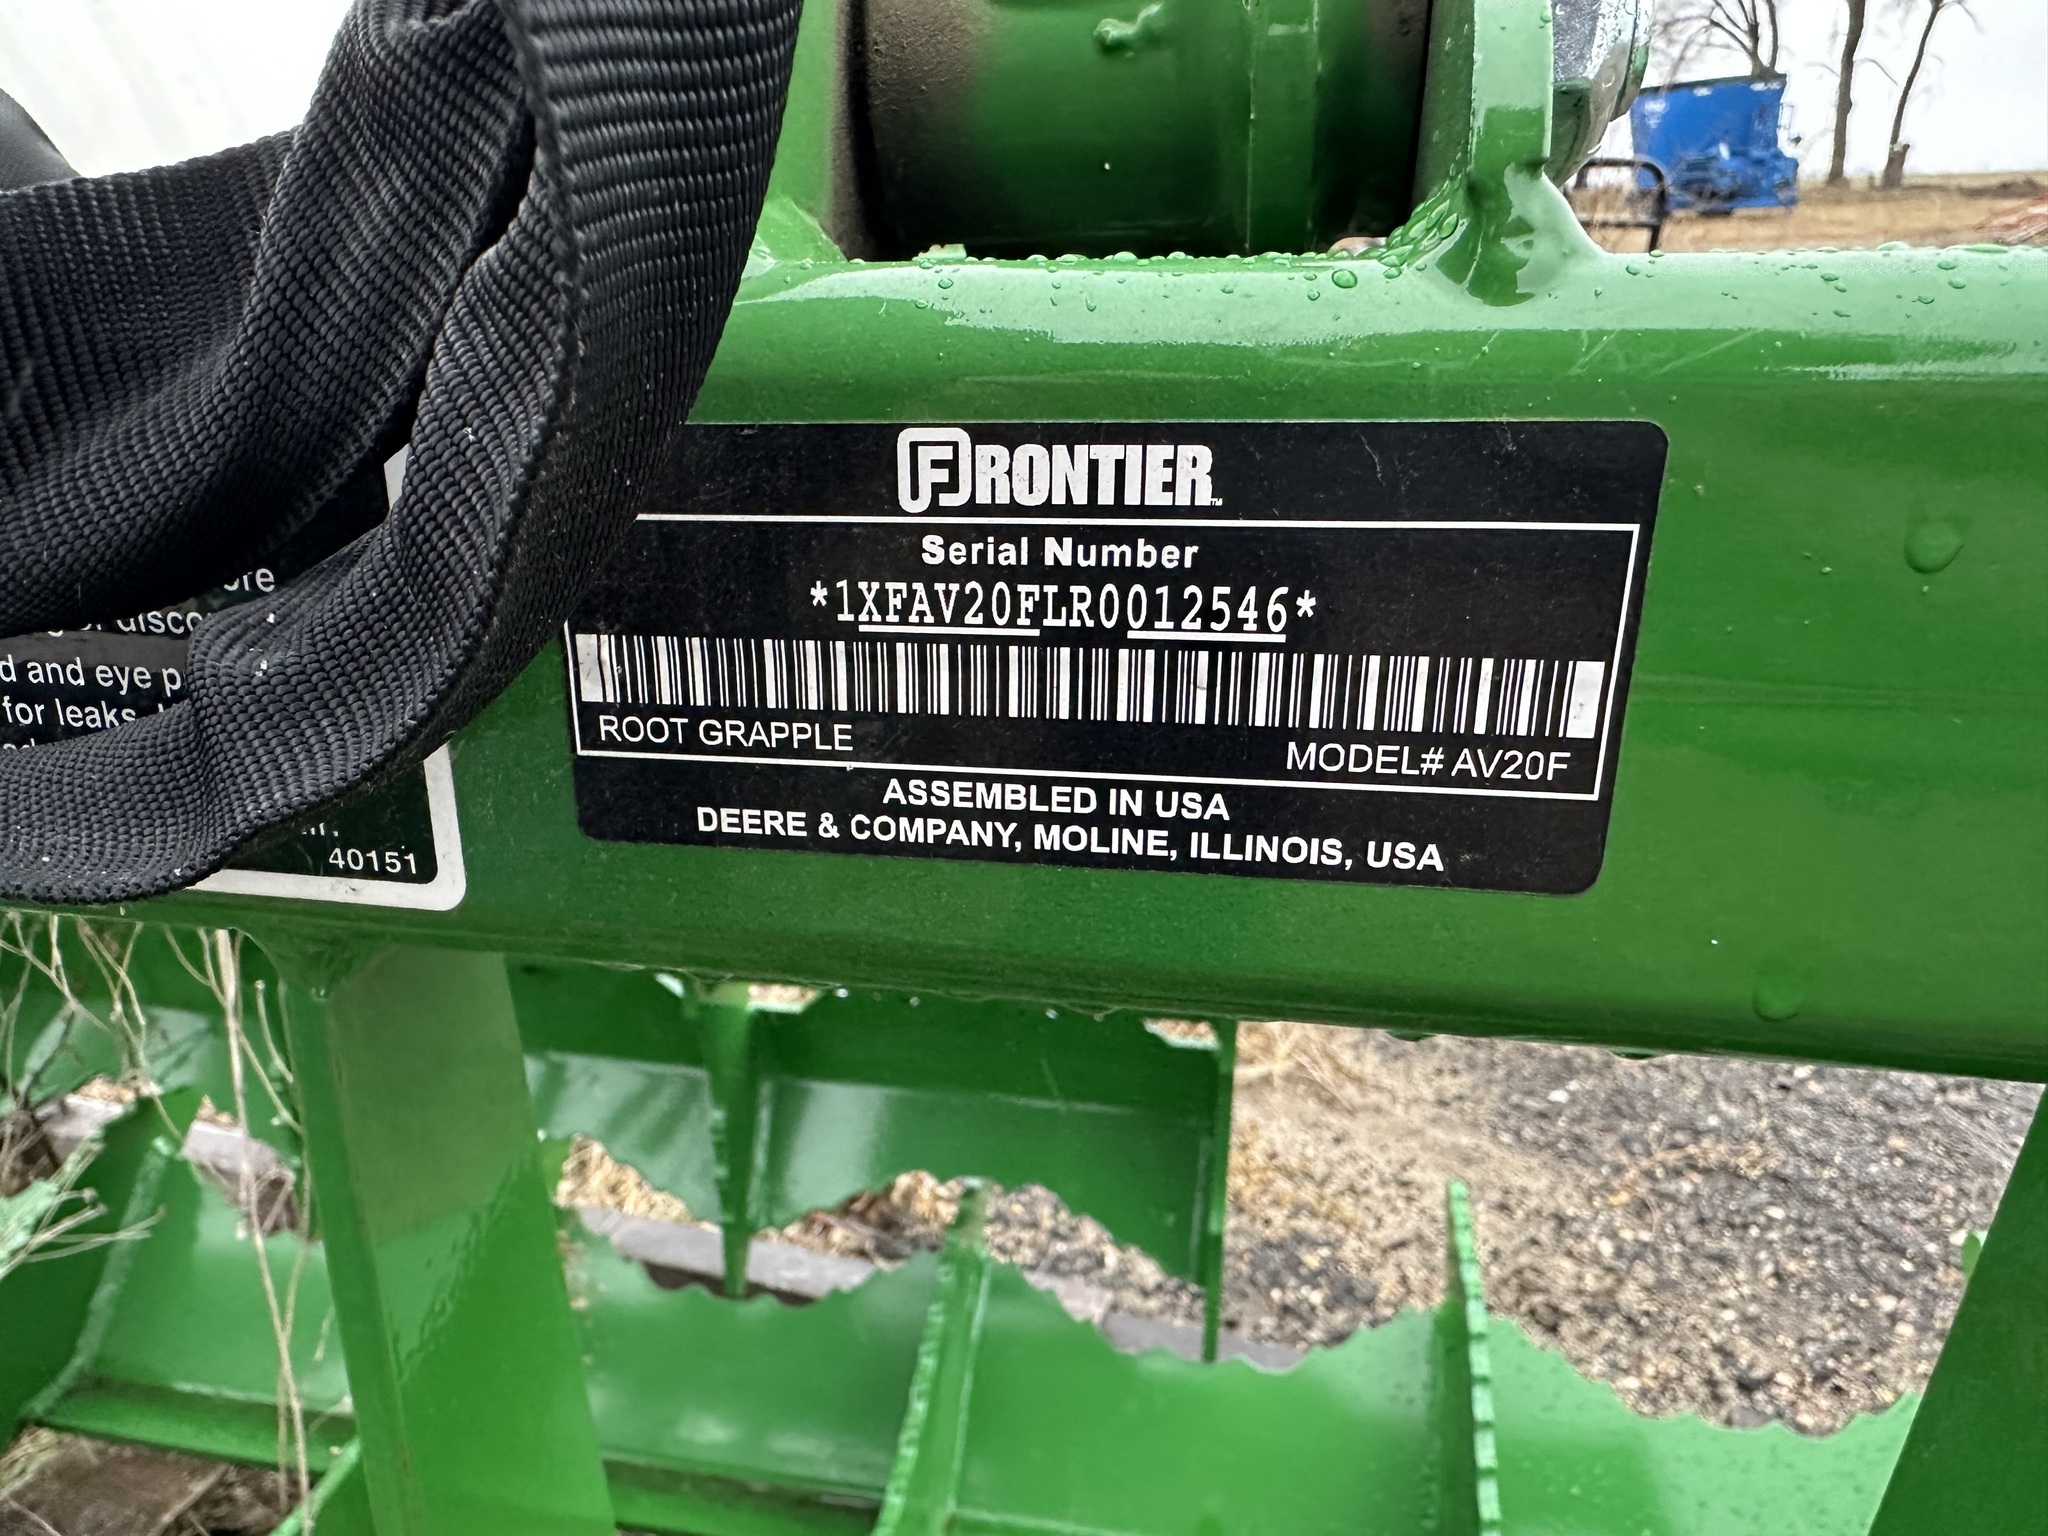 FRONTIER™
Serial Number
*1XFAV20FLR0012546*
ROOT GRAPPLE
MODEL# AV20F
ASSEMBLED IN USA
DEERE & COMPANY, MOLINE, ILLINOIS, USA
and eye
for leaks
40151